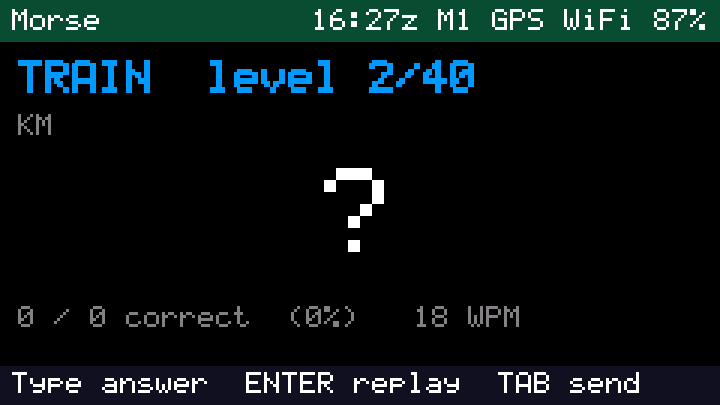 Morse 16:27z M1 GPS WiFi 87%
TRAIN level 2/40
KM
?
0 / 0 correct (0%) 18 WPM
Type answer ENTER replay TAB send